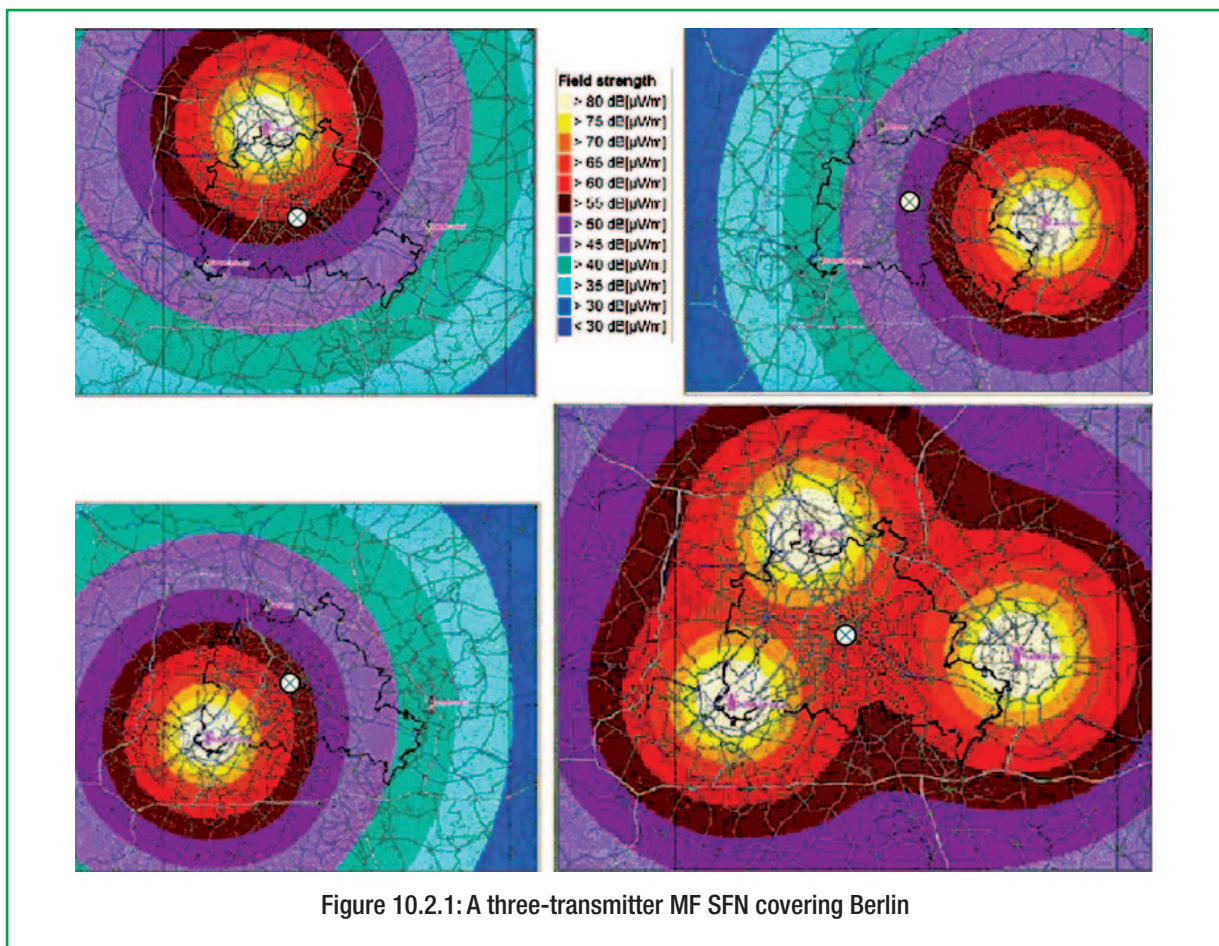 Field strength
> 80 dB[µV/m]
> 75 dB[µV/m]
> 70 dB[µV/m]
> 65 dB[µV/m]
> 60 dB[µV/m]
> 55 dB[µV/m]
> 50 dB[µV/m]
> 45 dB[µV/m]
> 40 dB[µV/m]
> 35 dB[µV/m]
> 30 dB[µV/m]
< 30 dB[µV/m]
Figure 10.2.1: A three-transmitter MF SFN covering Berlin